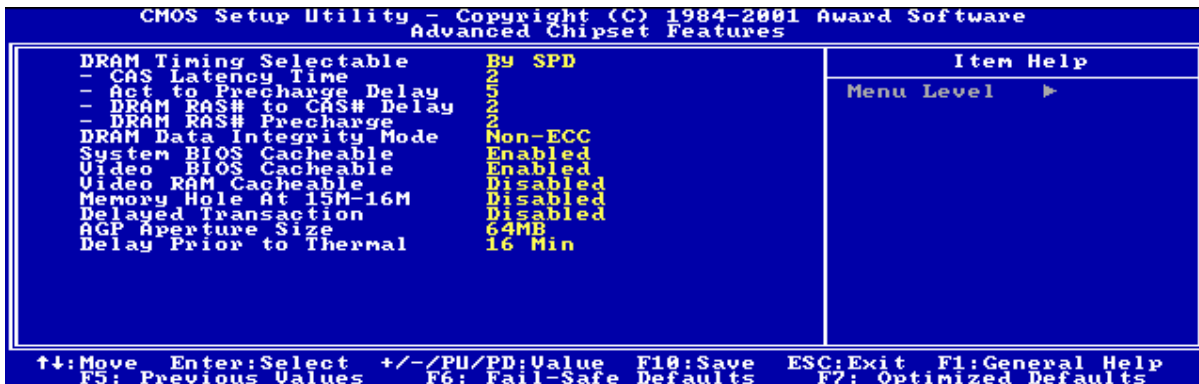 CMOS Setup Utility - Copyright (C) 1984-2001 Award Software
Advanced Chipset Features
DRAM Timing Selectable By SPD
- CAS Latency Time 2
- Act to Precharge Delay 5
- DRAM RAS# to CAS# Delay 2
- DRAM RAS# Precharge 2
DRAM Data Integrity Mode Non-ECC
System BIOS Cacheable Enabled
Video BIOS Cacheable Enabled
Video RAM Cacheable Disabled
Memory Hole At 15M-16M Disabled
Delayed Transaction Disabled
AGP Aperture Size 64MB
Delay Prior to Thermal 16 Min
Item Help
Menu Level ►
↑↓:Move Enter:Select +/-/PU/PD:Value F10:Save ESC:Exit F1:General Help
F5: Previous Values F6: Fail-Safe Defaults F7: Optimized Defaults